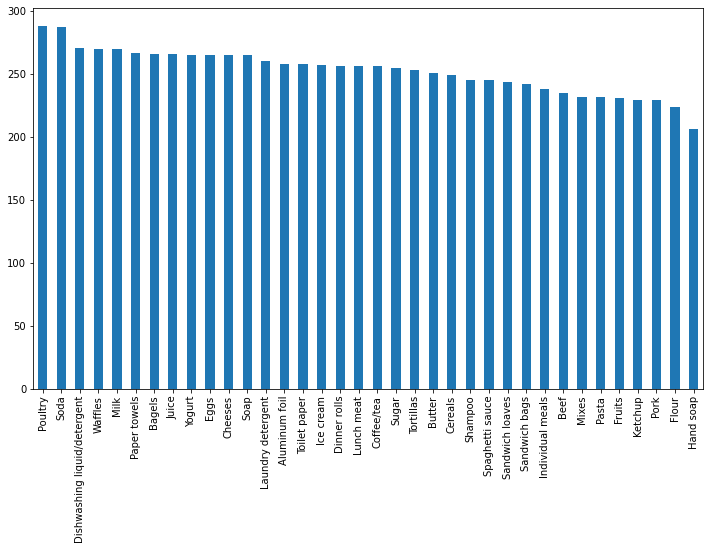 300
250
200
150
100
50
0
Poultry
Soda
Dishwashing liquid/detergent
Waffles
Milk
Paper towels
Bagels
Juice
Yogurt
Eggs
Cheeses
Soap
Laundry detergent
Aluminum foil
Toilet paper
Ice cream
Dinner rolls
Lunch meat
Coffee/tea
Sugar
Tortillas
Butter
Cereals
Shampoo
Spaghetti sauce
Sandwich loaves
Sandwich bags
Individual meals
Beef
Mixes
Pasta
Fruits
Ketchup
Pork
Flour
Hand soap